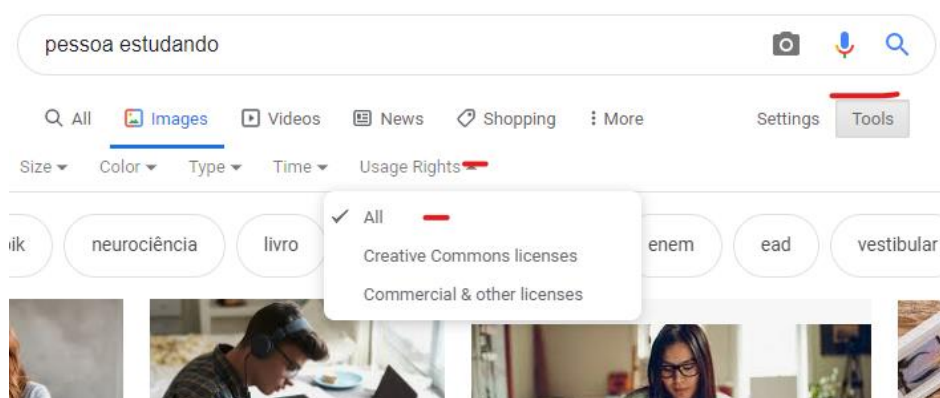 pessoa estudando
All Images Videos News Shopping More Settings Tools
Size Color Type Time Usage Rights
All
Creative Commons licenses
Commercial & other licenses
ik neurociência livro enem ead vestibular